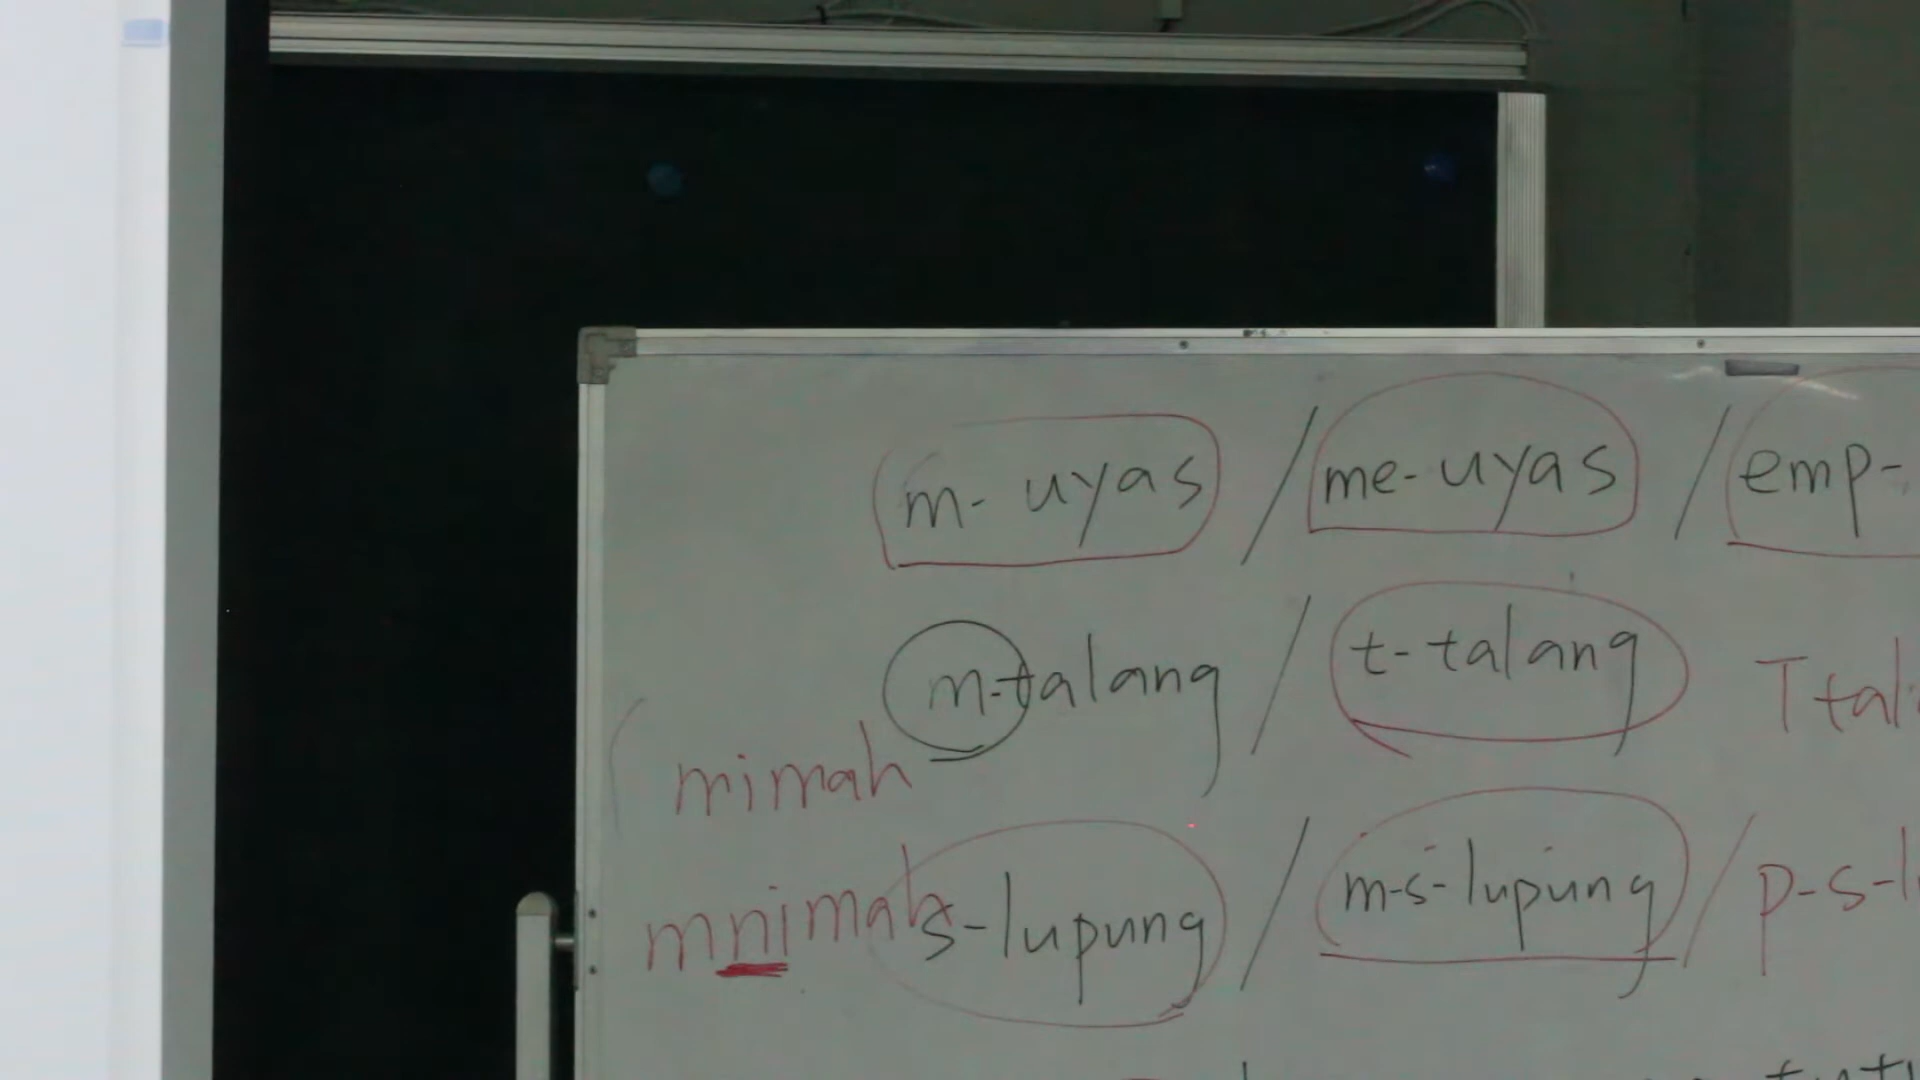 m-uyas / me-uyas / emp-
m-talang / t-talang Ttal
mimah
mnimah s-lupung / m-s-lupung / p-s-l